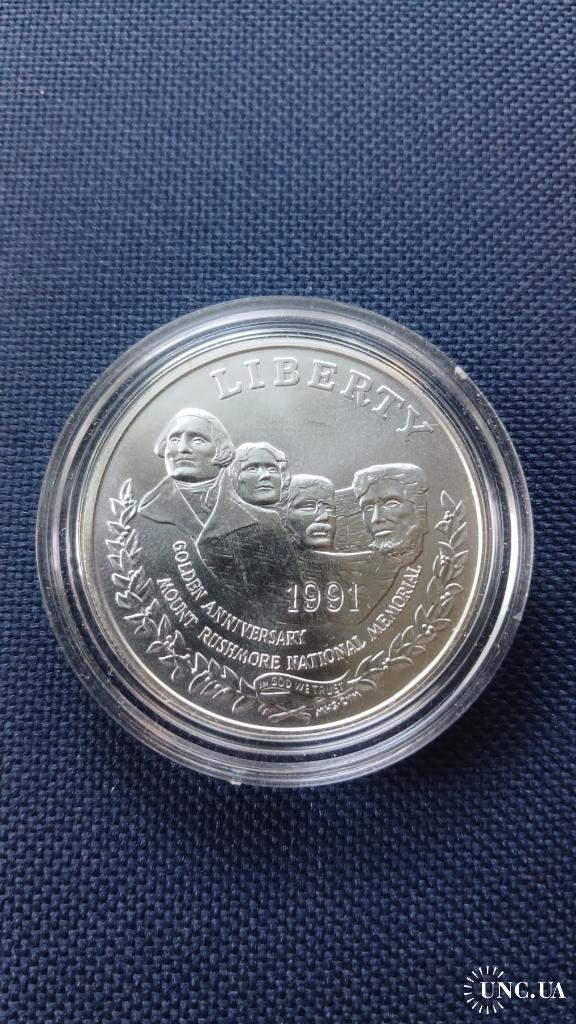 LIBERTY
GOLDEN ANNIVERSARY
1991
MOUNT RUSHMORE NATIONAL MEMORIAL
IN GOD WE TRUST
UNC.UA